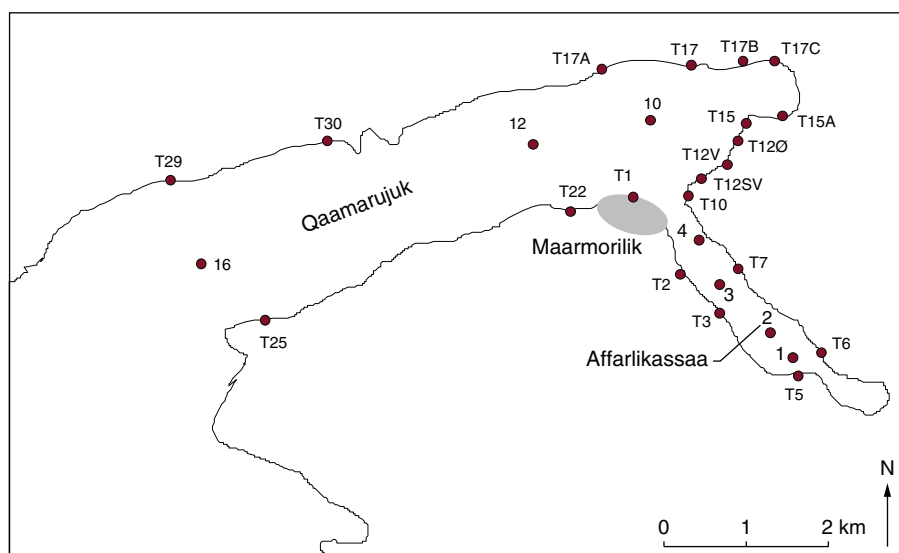 T17A
T17
T17B
T17C
T30
12
10
T15
T15A
T12Ø
T29
T12V
T12SV
T1
T10
Qaamarujuk
T22
4
Maarmorilik
16
T2
T7
3
T3
2
T25
Affarlikassaa
1
T6
T5
N
0 1 2 km